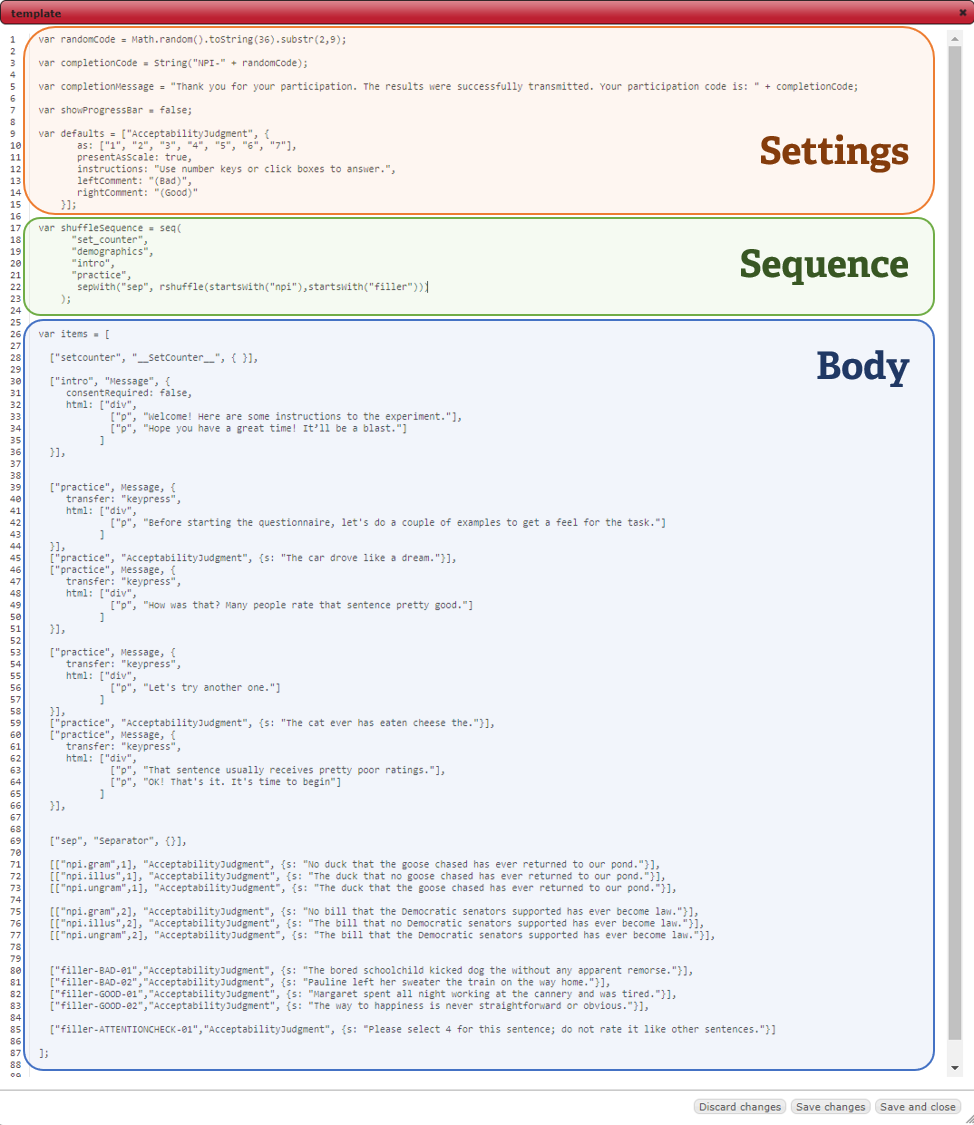 template ✖
1 var randomCode = Math.random().toString(36).substr(2,9);
2
3 var completionCode = String("NPI-" + randomCode);
4
5 var completionMessage = "Thank you for your participation. The results were successfully transmitted. Your participation code is: " + completionCode;
6
7 var showProgressBar = false;
8
9 var defaults = ["AcceptabilityJudgment", {
10 as: ["1", "2", "3", "4", "5", "6", "7"],
11 presentAsScale: true,
12 instructions: "Use number keys or click boxes to answer.",
13 leftComment: "(Bad)",
14 rightComment: "(Good)"
15 }];
Settings
16
17 var shuffleSequence = seq(
18 "set_counter",
19 "demographics",
20 "intro",
21 "practice",
22 sepWith("sep", rshuffle(startsWith("npi"),startsWith("filler")))
23 );
Sequence
24
25
26 var items = [
27
28 ["setcounter", "__SetCounter__", { }],
29
30 ["intro", "Message", {
31 consentRequired: false,
32 html: ["div",
33 ["p", "Welcome! Here are some instructions to the experiment."],
34 ["p", "Hope you have a great time! It’ll be a blast."]
35 ]
36 }],
Body
37
38
39 ["practice", Message, {
40 transfer: "keypress",
41 html: ["div",
42 ["p", "Before starting the questionnaire, let's do a couple of examples to get a feel for the task."]
43 ]
44 }],
45 ["practice", "AcceptabilityJudgment", {s: "The car drove like a dream."}],
46 ["practice", Message, {
47 transfer: "keypress",
48 html: ["div",
49 ["p", "How was that? Many people rate that sentence pretty good."]
50 ]
51 }],
52
53 ["practice", Message, {
54 transfer: "keypress",
55 html: ["div",
56 ["p", "Let's try another one."]
57 ]
58 }],
59 ["practice", "AcceptabilityJudgment", {s: "The cat ever has eaten cheese the."}],
60 ["practice", Message, {
61 transfer: "keypress",
62 html: ["div",
63 ["p", "That sentence usually receives pretty poor ratings."],
64 ["p", "OK! That's it. It's time to begin"]
65 ]
66 }],
67
68
69 ["sep", "Separator", {}],
70
71 [["npi.gram",1], "AcceptabilityJudgment", {s: "No duck that the goose chased has ever returned to our pond."}],
72 [["npi.illus",1], "AcceptabilityJudgment", {s: "The duck that no goose chased has ever returned to our pond."}],
73 [["npi.ungram",1], "AcceptabilityJudgment", {s: "The duck that the goose chased has ever returned to our pond."}],
74
75 [["npi.gram",2], "AcceptabilityJudgment", {s: "No bill that the Democratic senators supported has ever become law."}],
76 [["npi.illus",2], "AcceptabilityJudgment", {s: "The bill that no Democratic senators supported has ever become law."}],
77 [["npi.ungram",2], "AcceptabilityJudgment", {s: "The bill that the Democratic senators supported has ever become law."}],
78
79
80 ["filler-BAD-01","AcceptabilityJudgment", {s: "The bored schoolchild kicked dog the without any apparent remorse."}],
81 ["filler-BAD-02","AcceptabilityJudgment", {s: "Pauline left her sweater the train on the way home."}],
82 ["filler-GOOD-01","AcceptabilityJudgment", {s: "Margaret spent all night working at the cannery and was tired."}],
83 ["filler-GOOD-02","AcceptabilityJudgment", {s: "The way to happiness is never straightforward or obvious."}],
84
85 ["filler-ATTENTIONCHECK-01","AcceptabilityJudgment", {s: "Please select 4 for this sentence; do not rate it like other sentences."}]
86
87 ];
88
Discard changes Save changes Save and close